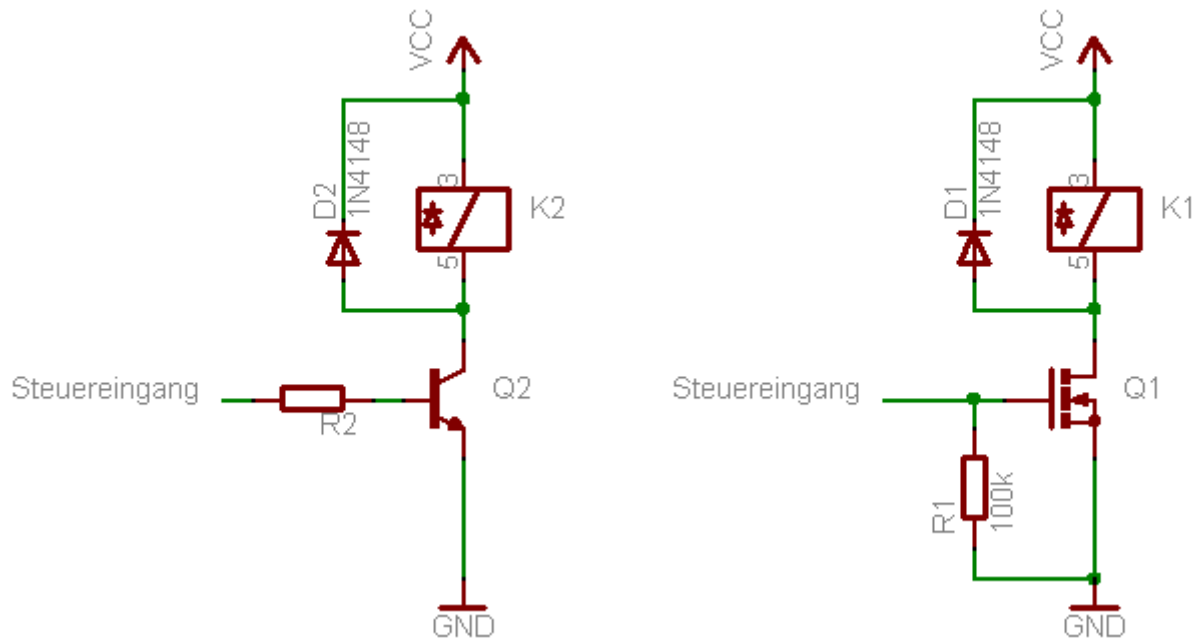 VCC
D2
1N4148
3
5
K2
Steuereingang
R2
Q2
GND
VCC
D1
1N4148
3
5
K1
Steuereingang
Q1
R1
100k
GND